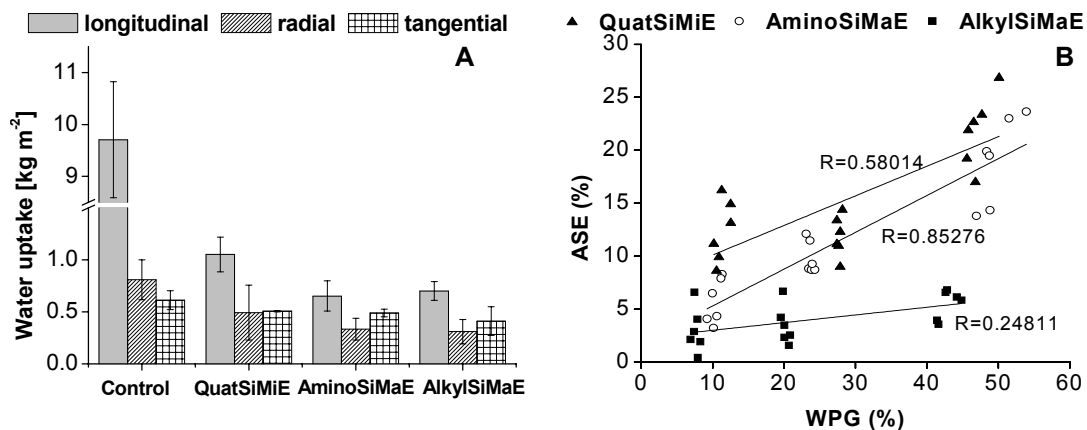 longitudinal radial tangential
A
Water uptake [kg m-2]
11
10
9
1.0
0.5
0.0
Control QuatSiMiE AminoSiMaE AlkylSiMaE
QuatSiMiE AminoSiMaE AlkylSiMaE
B
ASE (%)
30
25
20
15
10
5
0
R=0.58014
R=0.85276
R=0.24811
0 10 20 30 40 50 60
WPG (%)